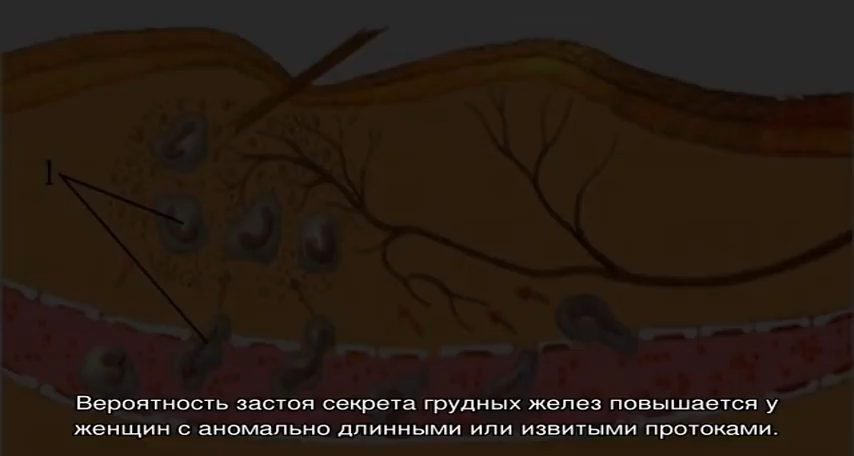 1
Вероятность застоя секрета грудных желез повышается у
женщин с аномально длинными или извитыми протоками.